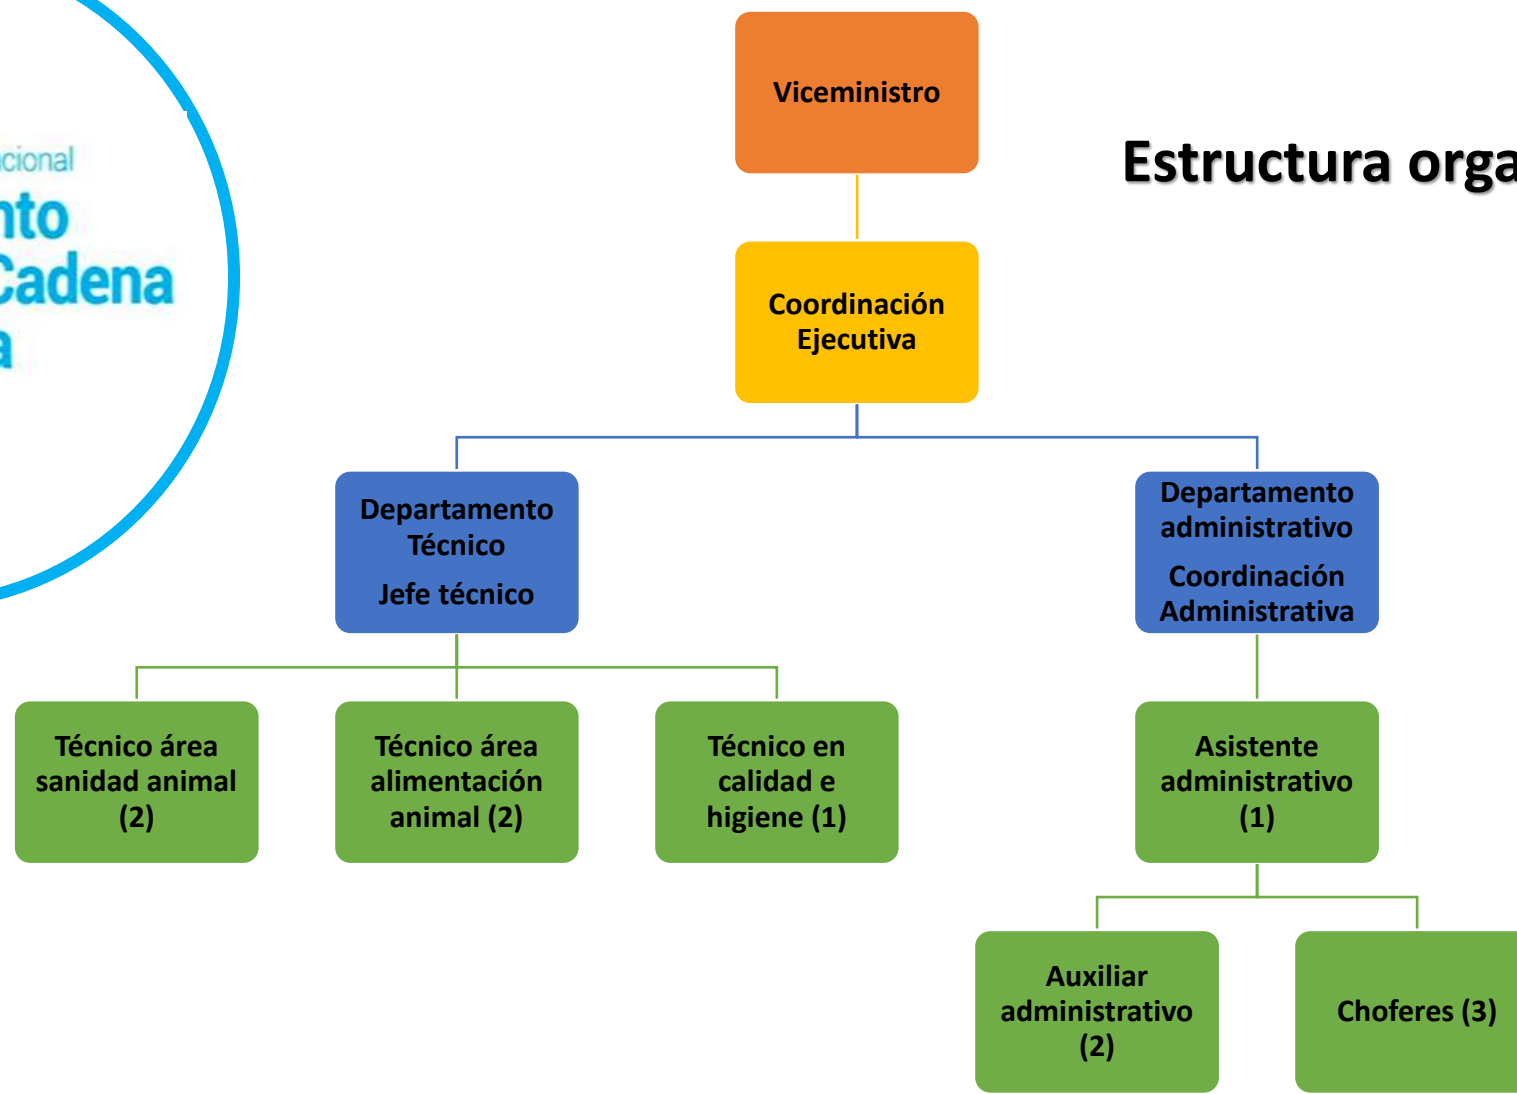 Viceministro
Estructura orga
cional
nto
Cadena
a
Coordinación
Ejecutiva
Departamento
Técnico
Jefe técnico
Departamento
administrativo
Coordinación
Administrativa
Técnico área
sanidad animal
(2)
Técnico área
alimentación
animal (2)
Técnico en
calidad e
higiene (1)
Asistente
administrativo
(1)
Auxiliar
administrativo
(2)
Choferes (3)